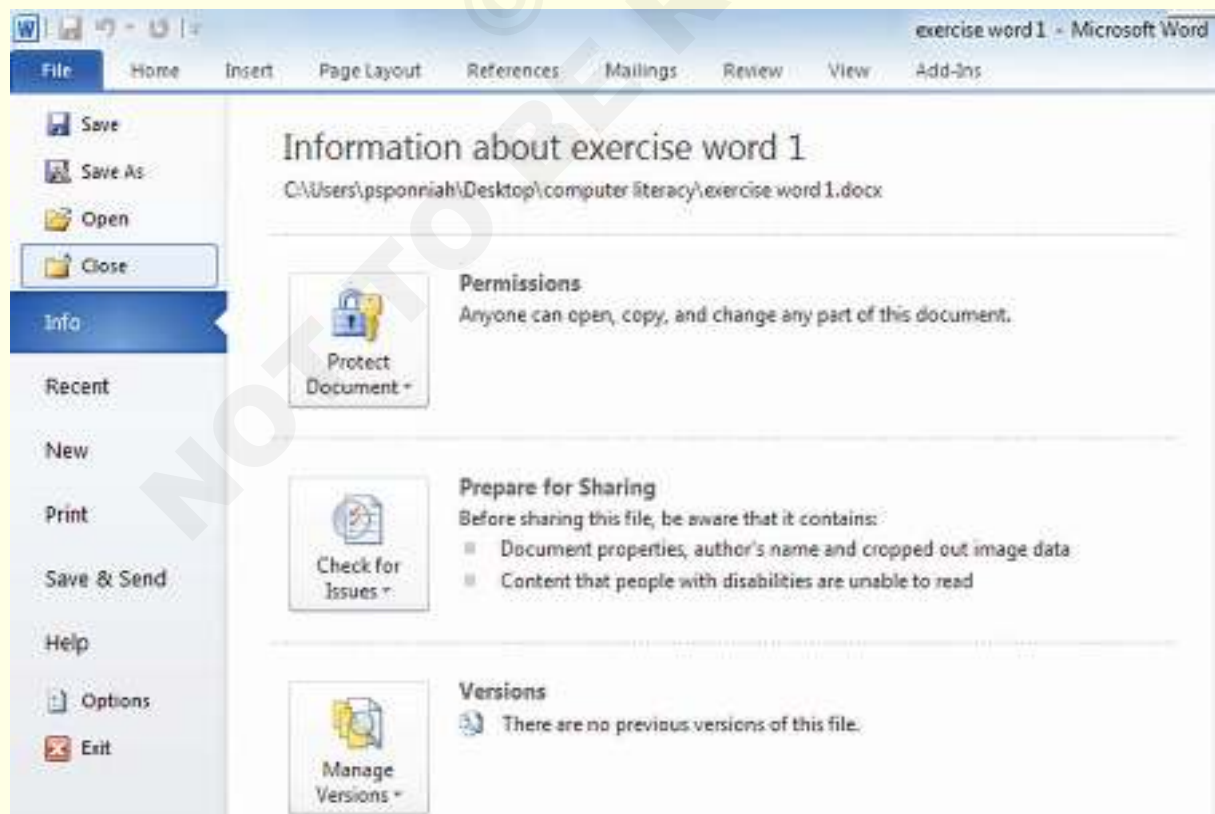 exercise word 1 - Microsoft Word
File Home Insert Page Layout References Mailings Review View Add-Ins
Save
Save As
Open
Close
Info
Recent
New
Print
Save & Send
Help
Options
Exit
Information about exercise word 1
C:\Users\psponniah\Desktop\computer literacy\exercise word 1.docx
Protect
Document
Permissions
Anyone can open, copy, and change any part of this document.
Check for
Issues
Prepare for Sharing
Before sharing this file, be aware that it contains:
Document properties, author's name and cropped out image data
Content that people with disabilities are unable to read
Manage
Versions
Versions
There are no previous versions of this file.
NOT TO BE
©